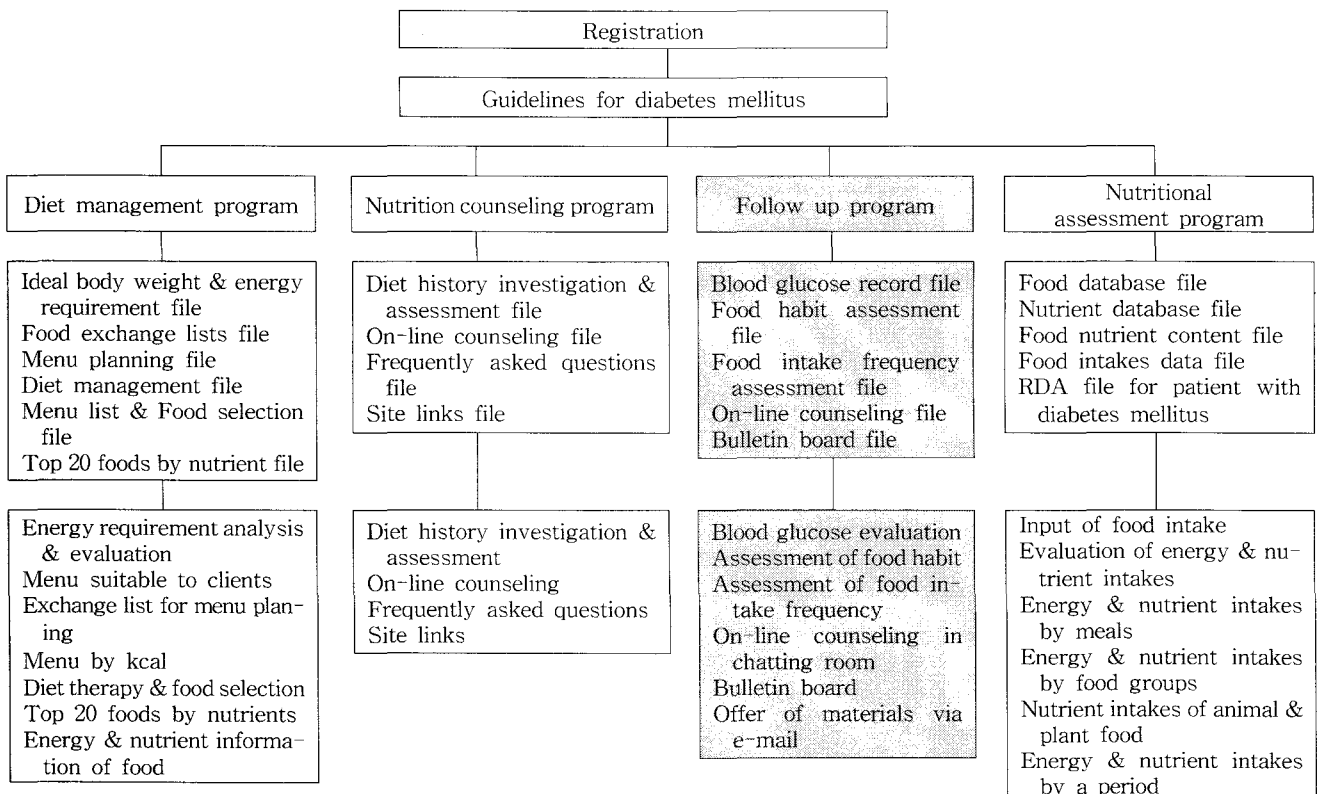 Registration
Guidelines for diabetes mellitus
Diet management program
Nutrition counseling program
Follow up program
Nutritional
assessment program
Ideal body weight & energy
requirement file
Food exchange lists file
Menu planning file
Diet management file
Menu list & Food selection
file
Top 20 foods by nutrient file
Diet history investigation &
assessment file
On-line counseling file
Frequently asked questions
file
Site links file
Blood glucose record file
Food habit assessment
file
Food intake frequency
assessment file
On-line counseling file
Bulletin board file
Food database file
Nutrient database file
Food nutrient content file
Food intakes data file
RDA file for patient with
diabetes mellitus
Energy requirement analysis
& evaluation
Menu suitable to clients
Exchange list for menu plan-
ing
Menu by kcal
Diet therapy & food selection
Top 20 foods by nutrients
Energy & nutrient informa-
tion of food
Diet history investigation &
assessment
On-line counseling
Frequently asked questions
Site links
Blood glucose evaluation
Assessment of food habit
Assessment of food in-
take frequency
On-line counseling in
chatting room
Bulletin board
Offer of materials via
e-mail
Input of food intake
Evaluation of energy & nu-
trient intakes
Energy & nutrient intakes
by meals
Energy & nutrient intakes
by food groups
Nutrient intakes of animal &
plant food
Energy & nutrient intakes
by a period